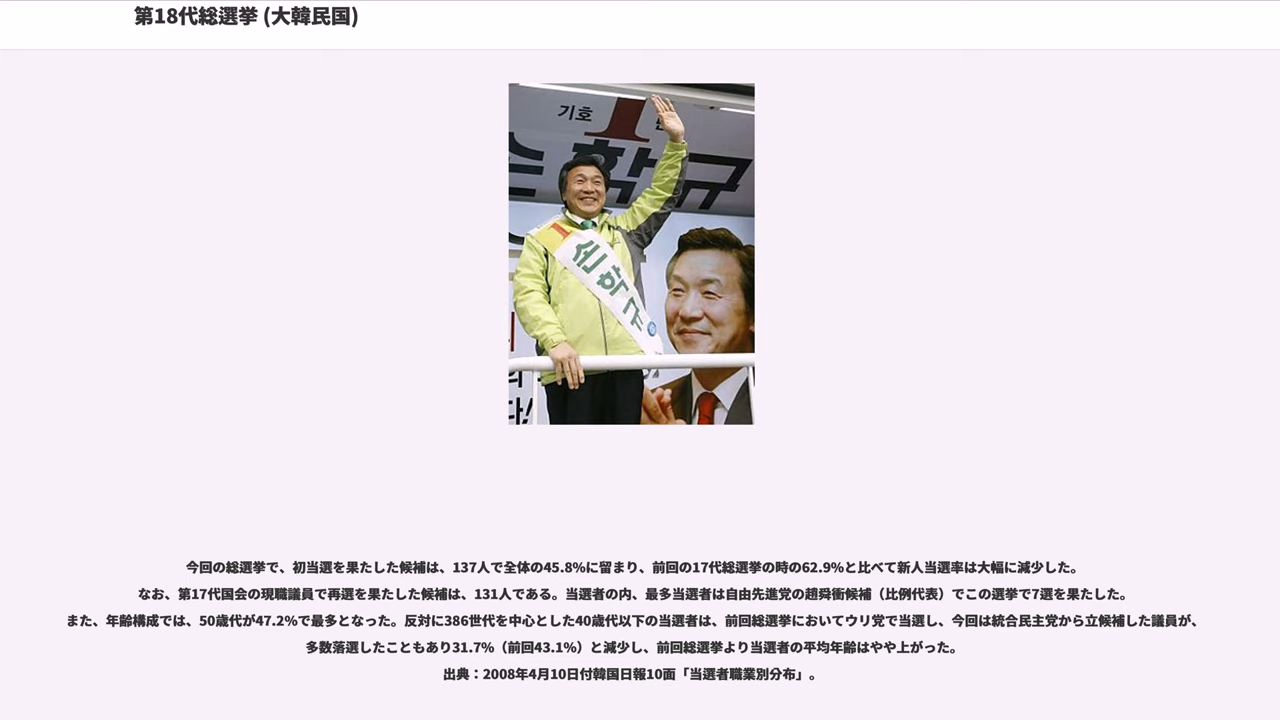 第18代総選挙 (大韓民国)
기호 1
손학규
손학규
今回の総選挙で、初当選を果たした候補は、137人で全体の45.8%に留まり、前回の17代総選挙の時の62.9%と比べて新人当選率は大幅に減少した。
なお、第17代国会の現職議員で再選を果たした候補は、131人である。当選者の内、最多当選者は自由先進党の趙舜衝候補（比例代表）でこの選挙で7選を果たした。
また、年齢構成では、50歳代が47.2%で最多となった。反対に386世代を中心とした40歳代以下の当選者は、前回総選挙においてウリ党で当選し、今回は統合民主党から立候補した議員が、
多数落選したこともあり31.7%（前回43.1%）と減少し、前回総選挙より当選者の平均年齢はやや上がった。
出典：2008年4月10日付韓国日報10面「当選者職業別分布」。